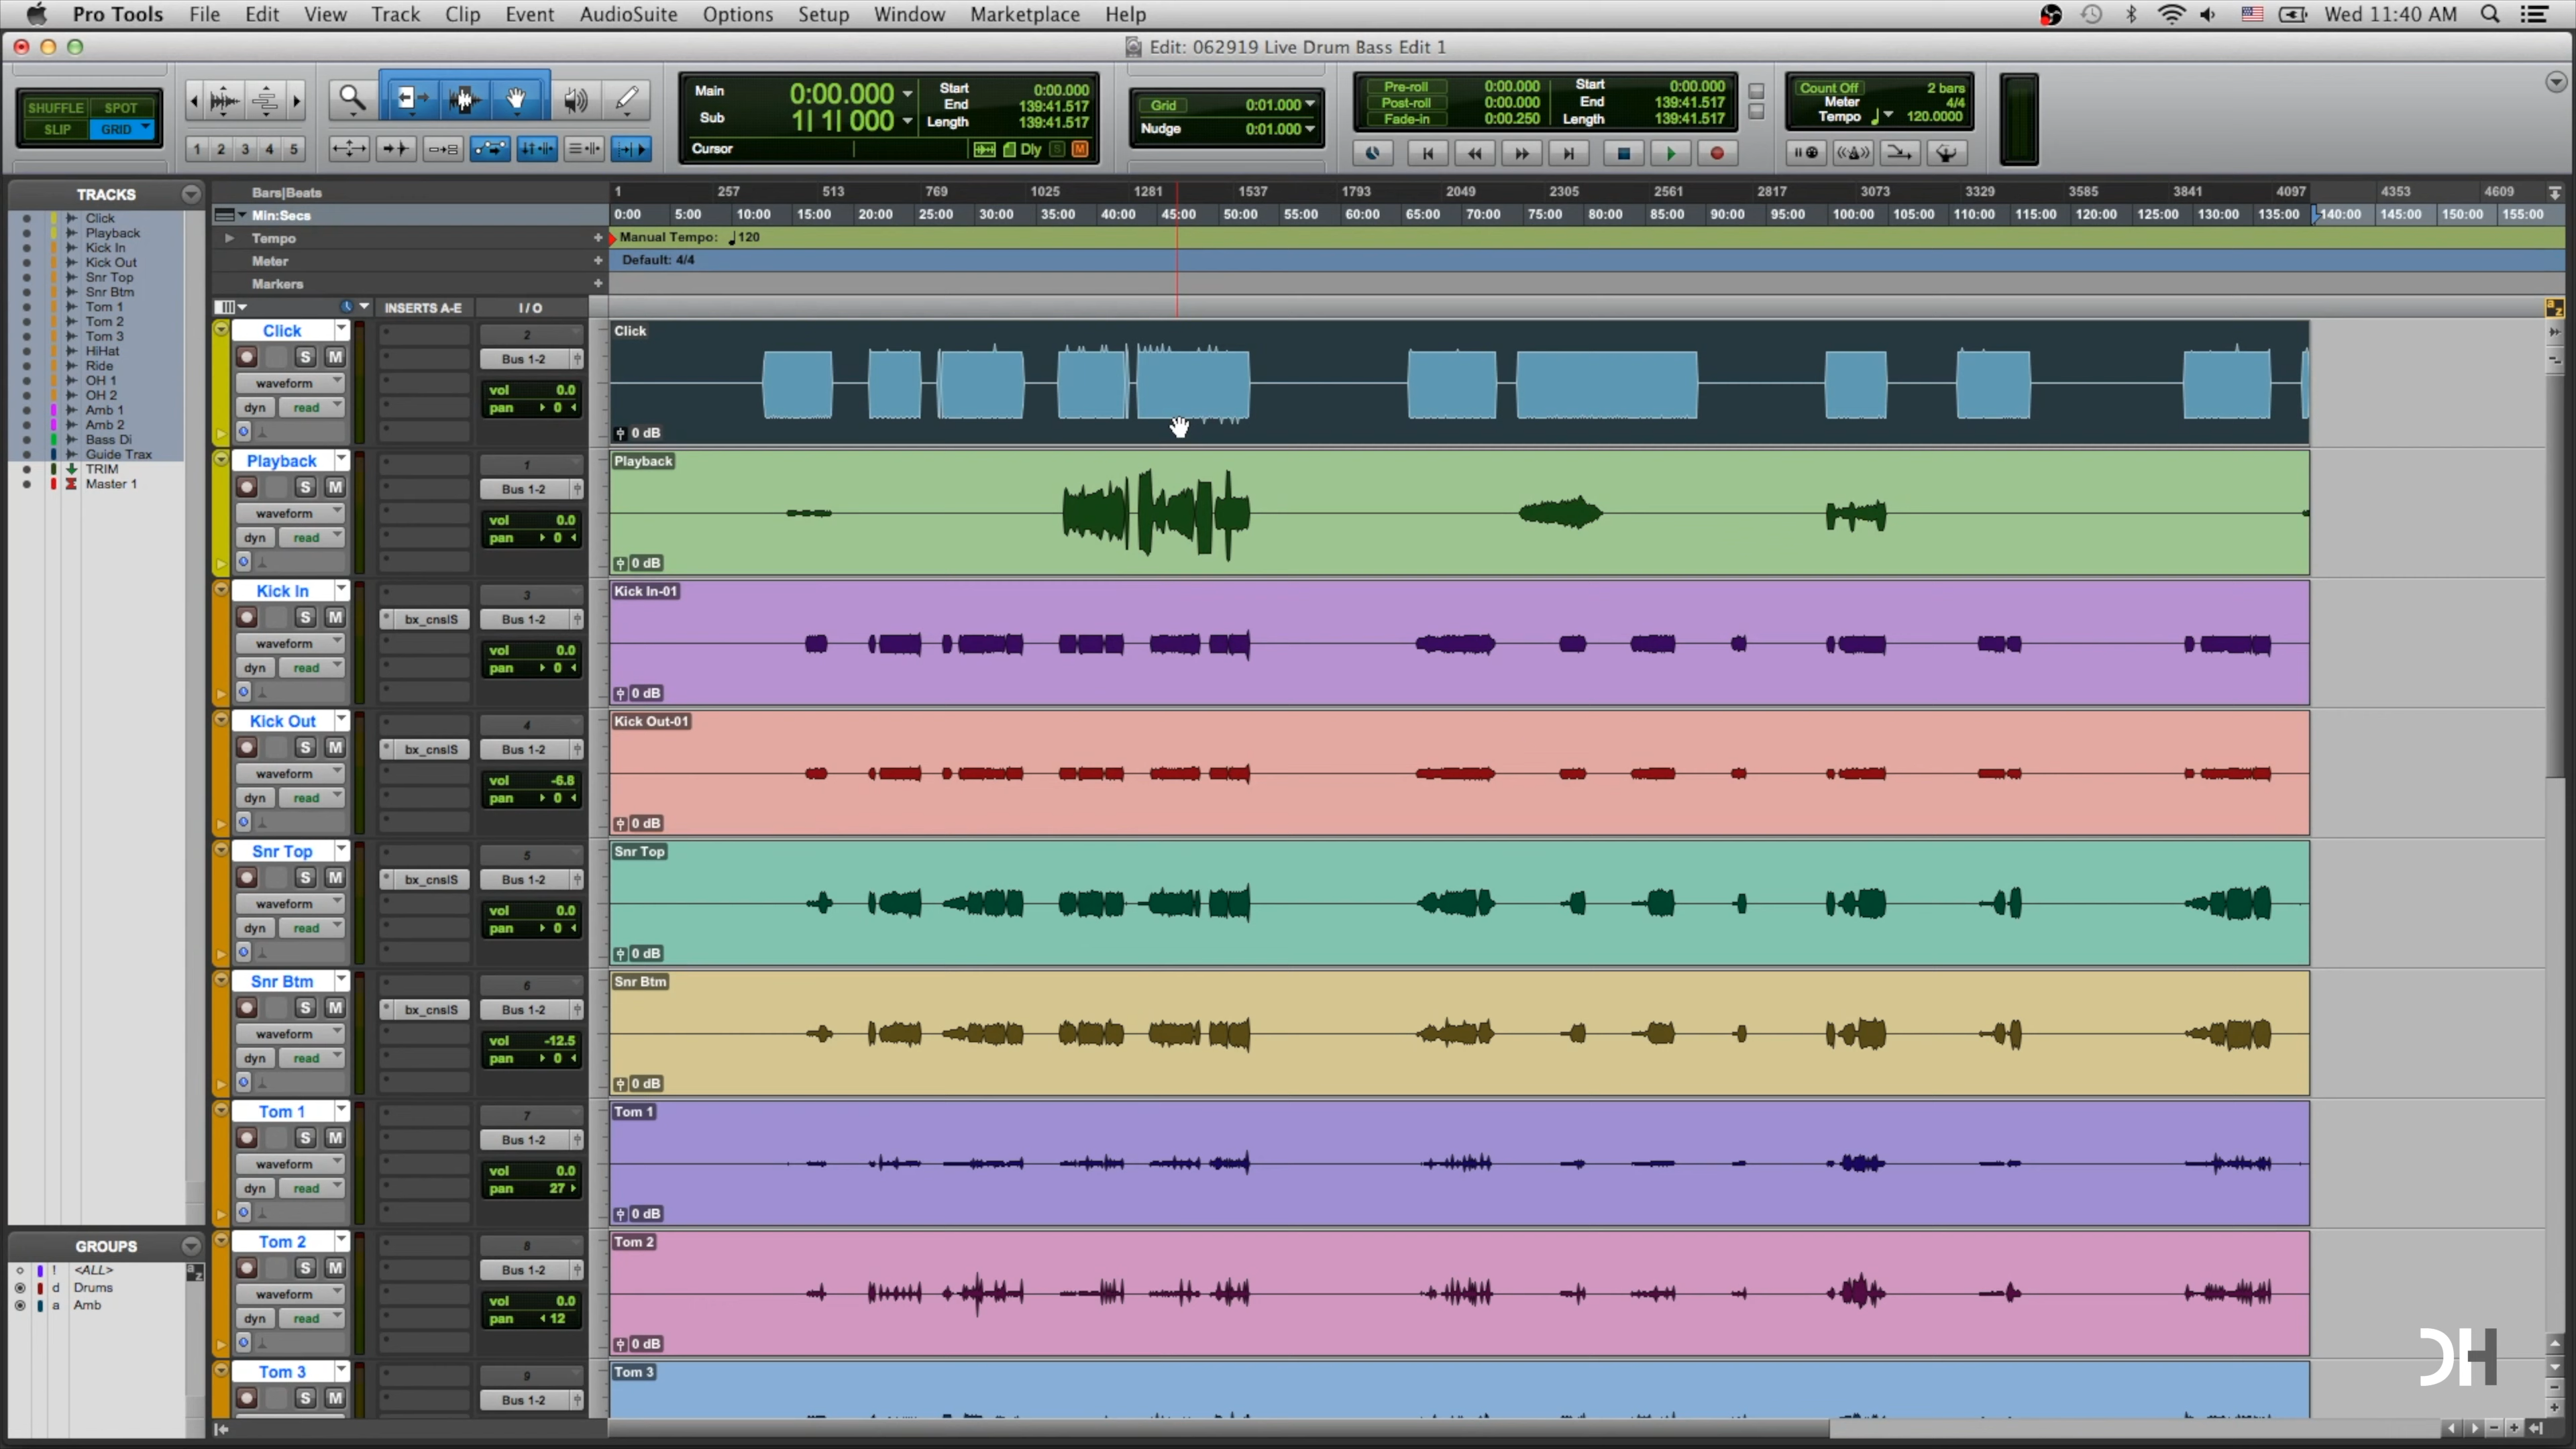 Pro Tools File Edit View Track Clip Event AudioSuite Options Setup Window Marketplace Help Wed 11:40 AM
Edit: 062919 Live Drum Bass Edit 1
SHUFFLE SPOT
SLIP GRID
1 2 3 4 5
Main 0:00.000
Sub 1| 1| 000
Cursor
Start 0:00.000
End 139:41.517
Length 139:41.517
Dly S M
Grid 0:01.000
Nudge 0:01.000
Pre-roll 0:00.000
Post-roll 0:00.000
Fade-in 0:00.250
Start 0:00.000
End 139:41.517
Length 139:41.517
Count Off 2 bars
Meter 4/4
Tempo 120.0000
TRACKS
Click
Playback
Kick In
Kick Out
Snr Top
Snr Btm
Tom 1
Tom 2
Tom 3
HiHat
Ride
OH 1
OH 2
Amb 1
Amb 2
Bass Di
Guide Trax
TRIM
Master 1
GROUPS
! <ALL>
d Drums
a Amb
a z
Bars|Beats 1 257 513 769 1025 1281 1537 1793 2049 2305 2561 2817 3073 3329 3585 3841 4097 4353 4609
Min:Secs 0:00 5:00 10:00 15:00 20:00 25:00 30:00 35:00 40:00 45:00 50:00 55:00 60:00 65:00 70:00 75:00 80:00 85:00 90:00 95:00 100:00 105:00 110:00 115:00 120:00 125:00 130:00 135:00 140:00 145:00 150:00 155:00
Tempo Manual Tempo: ♩120
Meter Default: 4/4
Markers
INSERTS A-E I / O
a z
Click 2 Click
S M Bus 1-2
waveform vol 0.0
dyn read pan 0
0 dB
Playback 1 Playback
S M Bus 1-2
waveform vol 0.0
dyn read pan 0
0 dB
Kick In 3 Kick In-01
S M bx_cnslS Bus 1-2
waveform vol 0.0
dyn read pan 0
0 dB
Kick Out 4 Kick Out-01
S M bx_cnslS Bus 1-2
waveform vol -6.8
dyn read pan 0
0 dB
Snr Top 5 Snr Top
S M bx_cnslS Bus 1-2
waveform vol 0.0
dyn read pan 0
0 dB
Snr Btm 6 Snr Btm
S M bx_cnslS Bus 1-2
waveform vol -12.5
dyn read pan 0
0 dB
Tom 1 7 Tom 1
S M Bus 1-2
waveform vol 0.0
dyn read pan 27
0 dB
Tom 2 8 Tom 2
S M Bus 1-2
waveform vol 0.0
dyn read pan 12
0 dB
Tom 3 9 Tom 3
S M Bus 1-2
DH